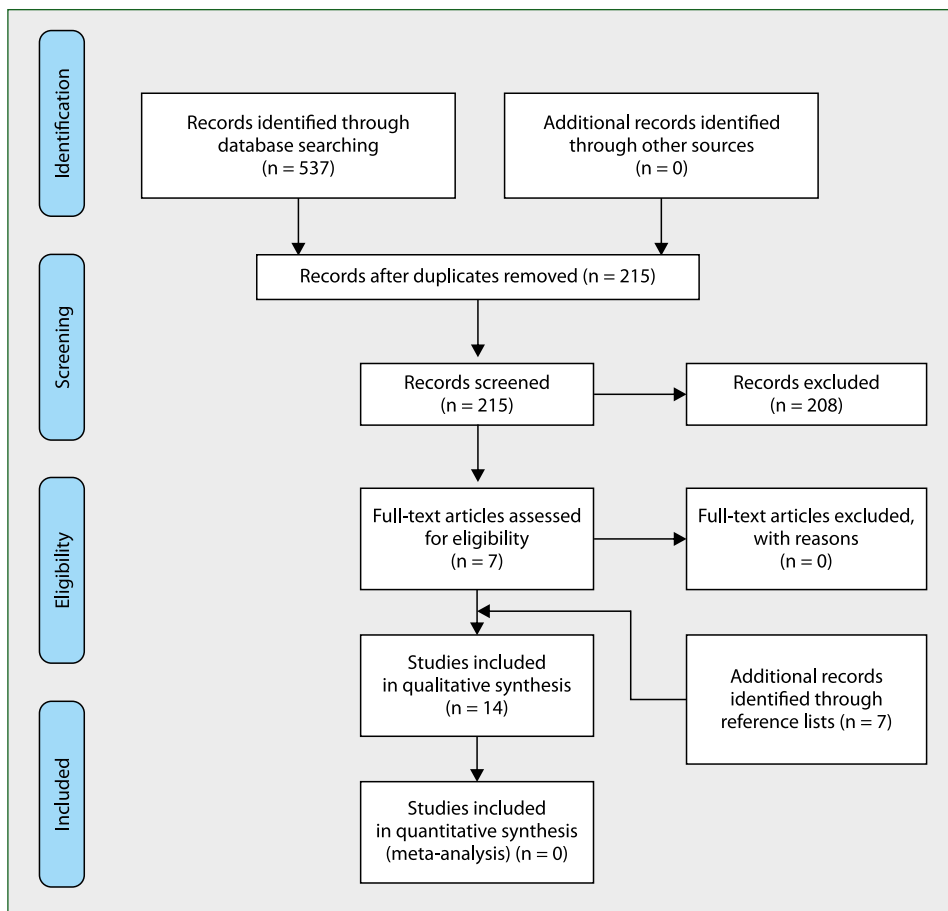 Identification
Records identified through
database searching
(n = 537)
Additional records identified
through other sources
(n = 0)
Screening
Records after duplicates removed (n = 215)
Records screened
(n = 215)
Records excluded
(n = 208)
Eligibility
Full-text articles assessed
for eligibility
(n = 7)
Full-text articles excluded,
with reasons
(n = 0)
Studies included
in qualitative synthesis
(n = 14)
Additional records
identified through
reference lists (n = 7)
Included
Studies included
in quantitative synthesis
(meta-analysis) (n = 0)